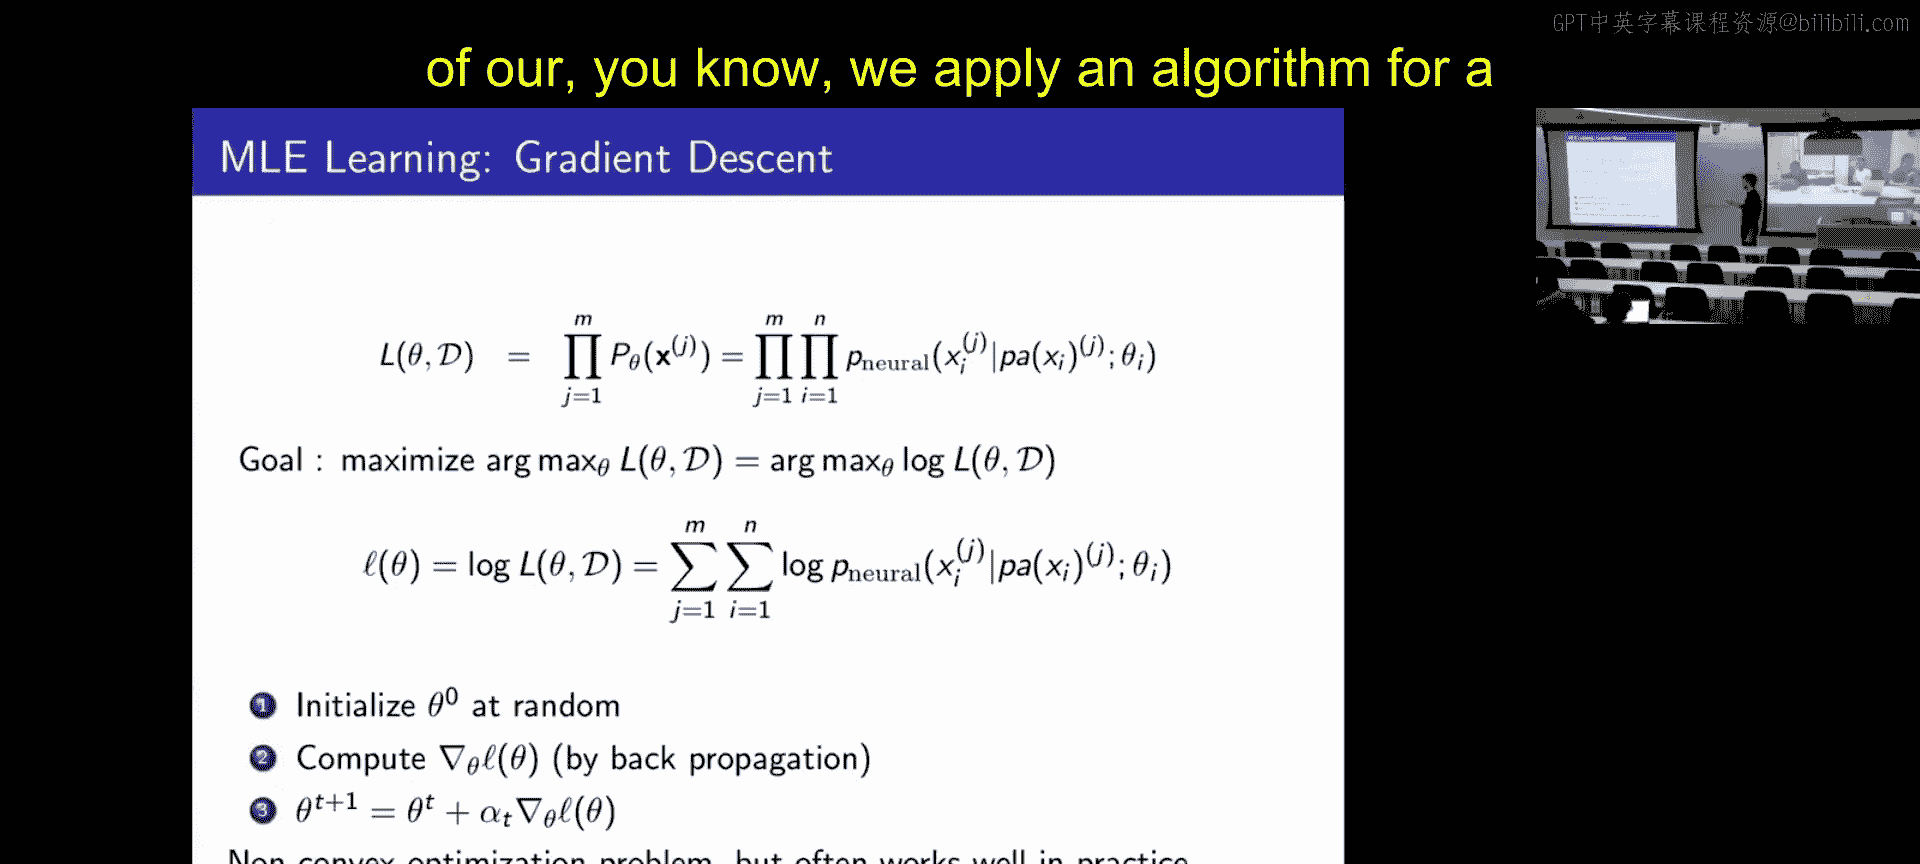 GPT中英字幕课程资源@bilibili.com
of our, you know, we apply an algorithm for a
MLE Learning: Gradient Descent
L(θ, 𝒟) = ∏_{j=1}^{m} P_θ(x^{(j)}) = ∏_{j=1}^{m} ∏_{i=1}^{n} p_neural(x_i^{(j)}|pa(x_i)^{(j)}; θ_i)
Goal : maximize arg max_θ L(θ, 𝒟) = arg max_θ log L(θ, 𝒟)
ℓ(θ) = log L(θ, 𝒟) = ∑_{j=1}^{m} ∑_{i=1}^{n} log p_neural(x_i^{(j)}|pa(x_i)^{(j)}; θ_i)
1 Initialize θ^0 at random
2 Compute ∇_θ ℓ(θ) (by back propagation)
3 θ^{t+1} = θ^t + α_t ∇_θ ℓ(θ)
Non convex optimization problem, but often works well in practice